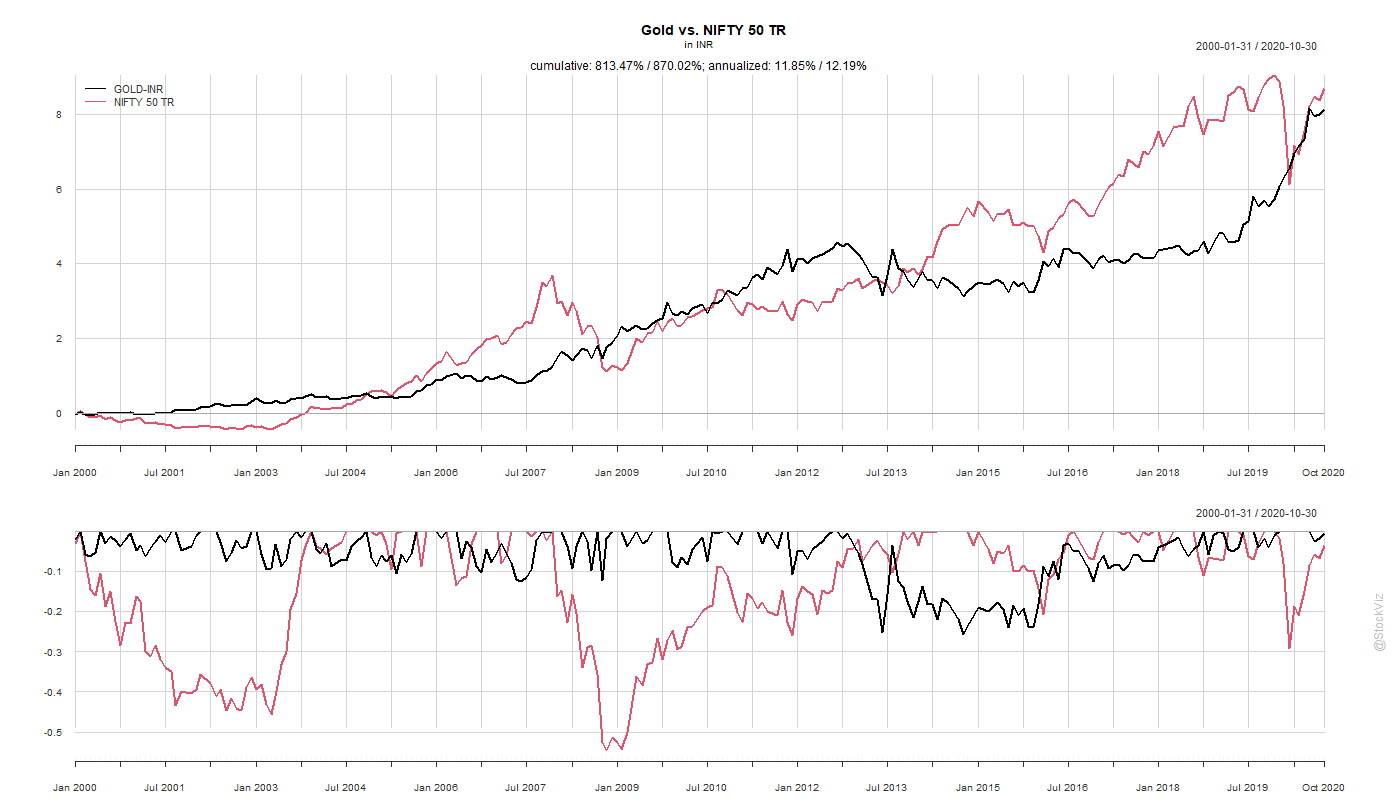 Gold vs. NIFTY 50 TR
in INR
2000-01-31 / 2020-10-30
cumulative: 813.47% / 870.02%; annualized: 11.85% / 12.19%
GOLD-INR
NIFTY 50 TR
8
6
4
2
0
Jan 2000 Jul 2001 Jan 2003 Jul 2004 Jan 2006 Jul 2007 Jan 2009 Jul 2010 Jan 2012 Jul 2013 Jan 2015 Jul 2016 Jan 2018 Jul 2019 Oct 2020
2000-01-31 / 2020-10-30
-0.1
-0.2
-0.3
-0.4
-0.5
Jan 2000 Jul 2001 Jan 2003 Jul 2004 Jan 2006 Jul 2007 Jan 2009 Jul 2010 Jan 2012 Jul 2013 Jan 2015 Jul 2016 Jan 2018 Jul 2019 Oct 2020
@StockViz